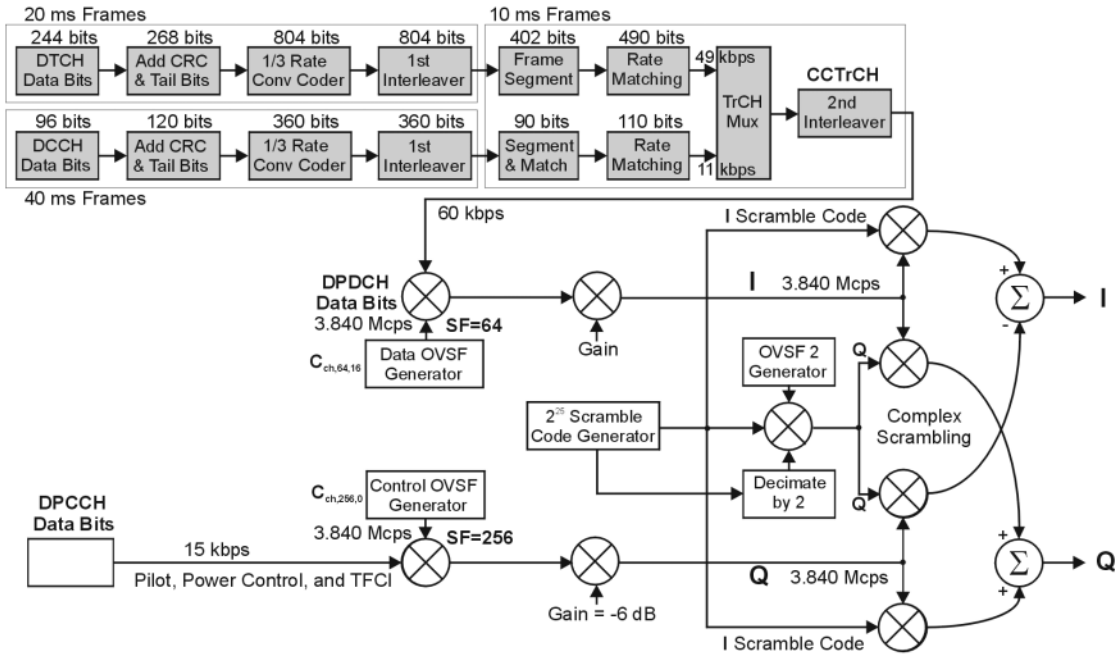 20 ms Frames
10 ms Frames
244 bits
268 bits
804 bits
804 bits
402 bits
490 bits
DTCH
Data Bits
Add CRC
& Tail Bits
1/3 Rate
Conv Coder
1st
Interleaver
Frame
Segment
Rate
Matching
49 kbps
TrCH
Mux
CCTrCH
2nd
Interleaver
96 bits
120 bits
360 bits
360 bits
90 bits
110 bits
DCCH
Data Bits
Add CRC
& Tail Bits
1/3 Rate
Conv Coder
1st
Interleaver
Segment
& Match
Rate
Matching
11 kbps
40 ms Frames
60 kbps
I Scramble Code
DPDCH
Data Bits
3.840 Mcps
SF=64
I
3.840 Mcps
+
Σ
-
I
Gain
C ch,64,16
Data OVSF
Generator
OVSF 2
Generator
Q
2^25 Scramble
Code Generator
Complex
Scrambling
Decimate
by 2
Q
DPCCH
Data Bits
C ch,256,0
Control OVSF
Generator
3.840 Mcps
SF=256
15 kbps
Pilot, Power Control, and TFCI
Q
3.840 Mcps
+
Σ
+
Q
Gain = -6 dB
I Scramble Code